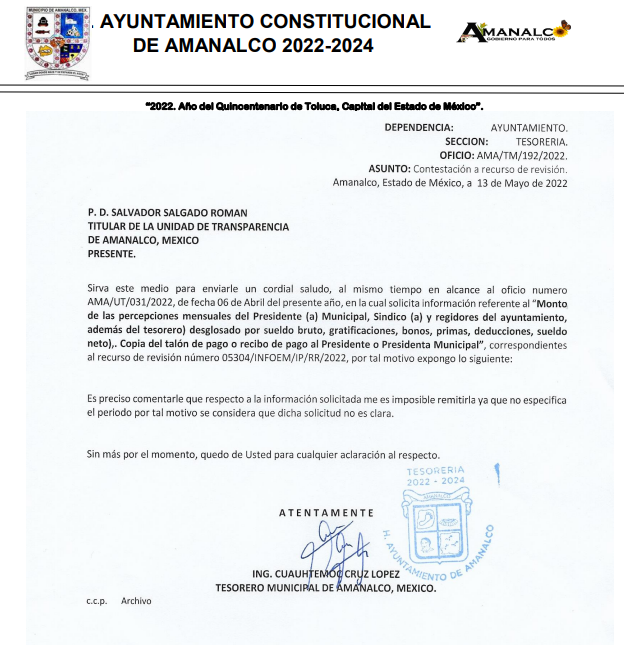 MUNICIPIO DE AMANALCO, MEX.
AYUNTAMIENTO CONSTITUCIONAL
DE AMANALCO 2022-2024
AMANALCO
GOBIERNO PARA TODOS
“2022. Año del Quincentenario de Toluca, Capital del Estado de México”.
DEPENDENCIA: AYUNTAMIENTO.
SECCION: TESORERIA.
OFICIO: AMA/TM/192/2022.
ASUNTO: Contestación a recurso de revisión.
Amanalco, Estado de México, a 13 de Mayo de 2022
P. D. SALVADOR SALGADO ROMAN
TITULAR DE LA UNIDAD DE TRANSPARENCIA
DE AMANALCO, MEXICO
PRESENTE.
Sirva este medio para enviarle un cordial saludo, al mismo tiempo en alcance al oficio numero
AMA/UT/031/2022, de fecha 06 de Abril del presente año, en la cual solicita información referente al “Monto
de las percepciones mensuales del Presidente (a) Municipal, Sindico (a) y regidores del ayuntamiento,
además del tesorero) desglosado por sueldo bruto, gratificaciones, bonos, primas, deducciones, sueldo
neto),. Copia del talón de pago o recibo de pago al Presidente o Presidenta Municipal”, correspondientes
al recurso de revisión número 05304/INFOEM/IP/RR/2022, por tal motivo expongo lo siguiente:
Es preciso comentarle que respecto a la información solicitada me es imposible remitirla ya que no especifica
el periodo por tal motivo se considera que dicha solicitud no es clara.
Sin más por el momento, quedo de Usted para cualquier aclaración al respecto.
TESORERIA
2022 - 2024
H. AYUNTAMIENTO DE AMANALCO
ATENTAMENTE
ING. CUAUHTEMOC CRUZ LOPEZ
TESORERO MUNICIPAL DE AMANALCO, MEXICO.
c.c.p. Archivo